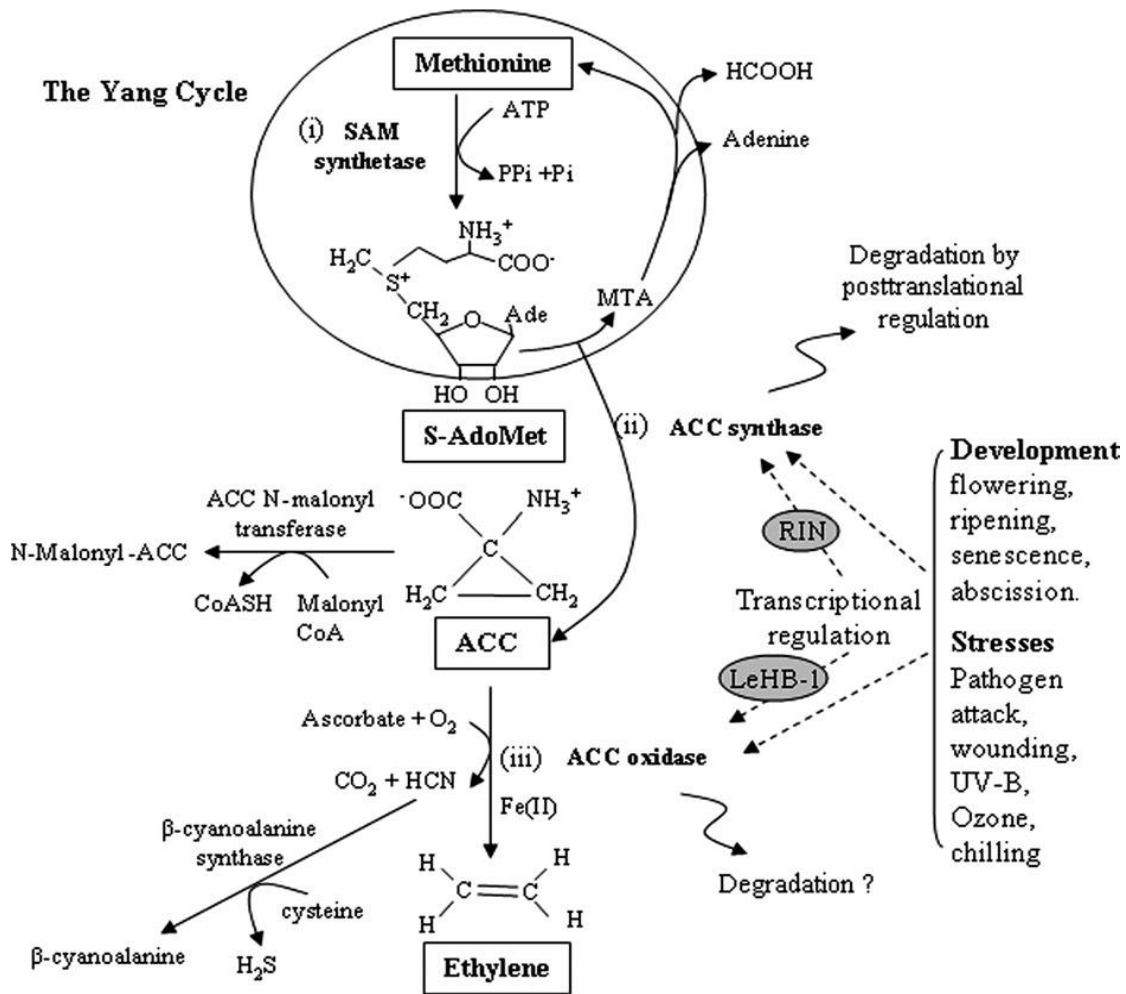 The Yang Cycle
Methionine
HCOOH
(i) SAM
synthetase
ATP
PPi +Pi
Adenine
NH₃⁺
H₂C
COO⁻
S⁺
CH₂
O
Ade
MTA
HO OH
S-AdoMet
Degradation by
posttranslational
regulation
(ii) ACC synthase
Development
flowering,
ripening,
senescence,
abscission.
Stresses
Pathogen
attack,
wounding,
UV-B,
Ozone,
chilling
RIN
Transcriptional
regulation
LeHB-1
ACC N-malonyl
transferase
N-Malonyl-ACC
CoASH
Malonyl
CoA
⁻OOC
NH₃⁺
C
H₂C
CH₂
ACC
Ascorbate + O₂
(iii) ACC oxidase
CO₂ + HCN
Fe(II)
β-cyanoalanine
synthase
cysteine
β-cyanoalanine
H₂S
Degradation ?
H H
C C
H H
Ethylene